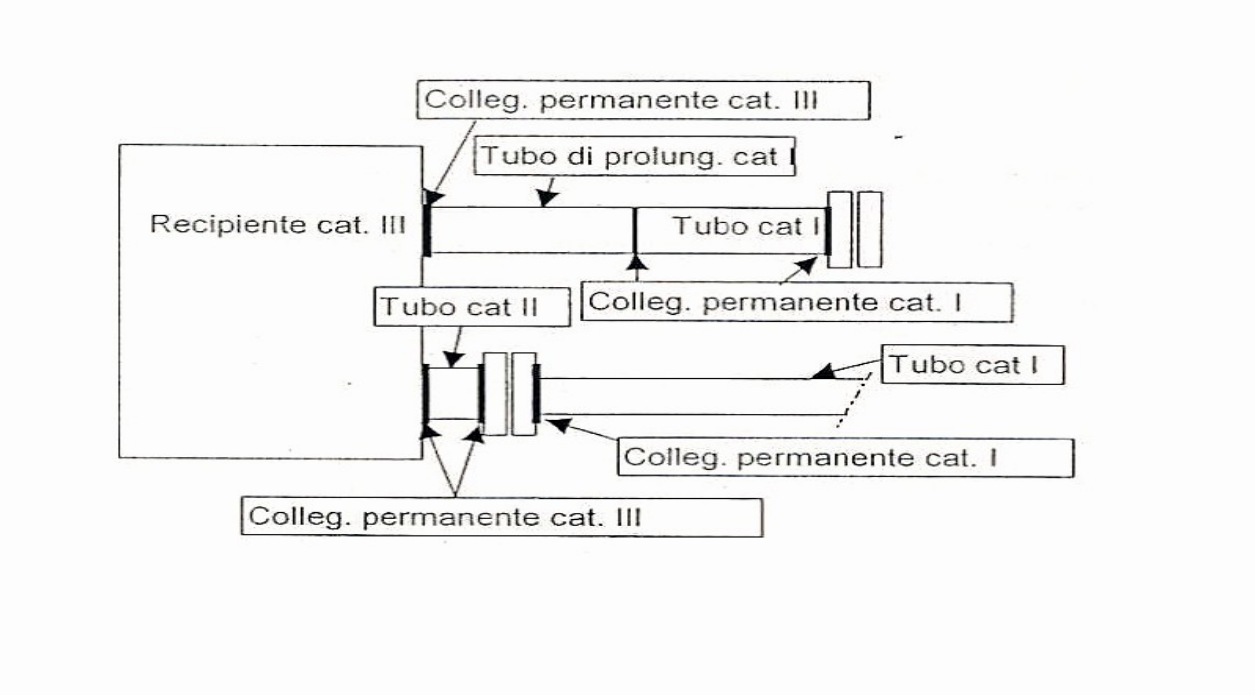 Colleg. permanente cat. III
Tubo di prolung. cat I
Recipiente cat. III
Tubo cat I
Tubo cat II
Colleg. permanente cat. I
Tubo cat I
Colleg. permanente cat. I
Colleg. permanente cat. III